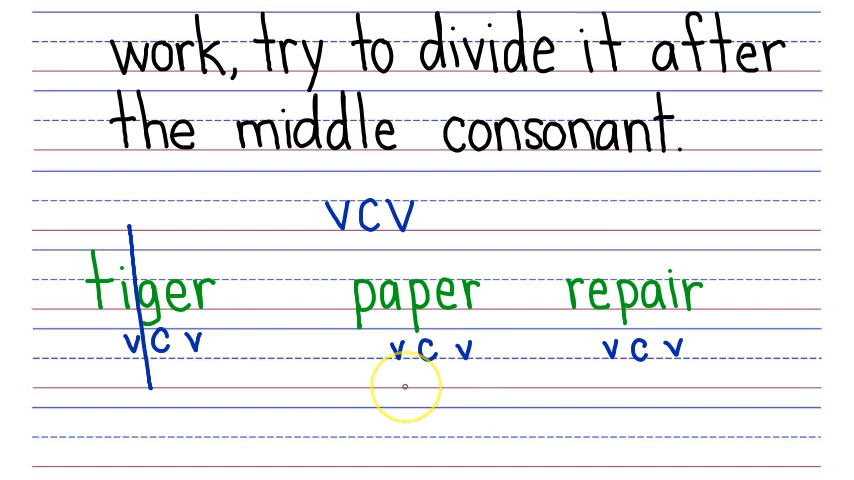 work, try to divide it after
the middle consonant.
VCV
tiger paper repair
v c v v c v v c v